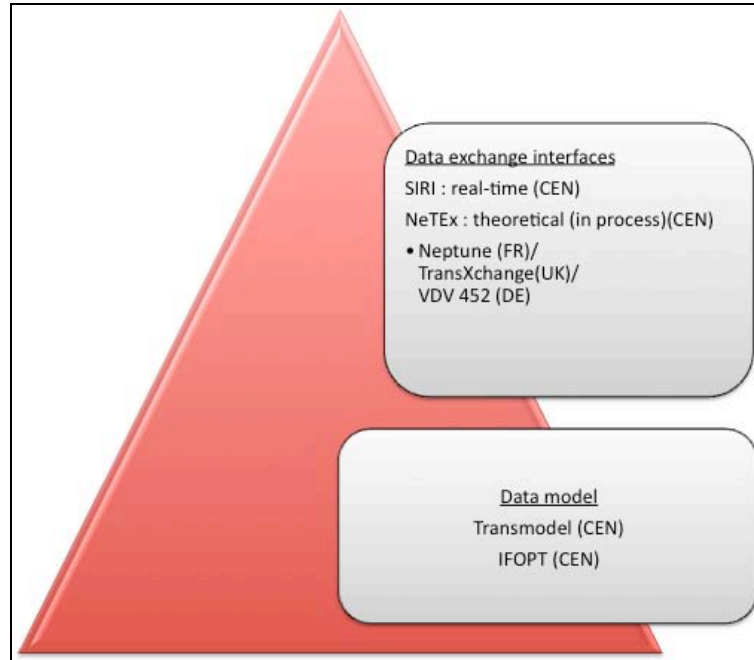 Data exchange interfaces
SIRI : real-time (CEN)
NeTEx : theoretical (in process)(CEN)
• Neptune (FR)/
TransXchange(UK)/
VDV 452 (DE)
Data model
Transmodel (CEN)
IFOPT (CEN)